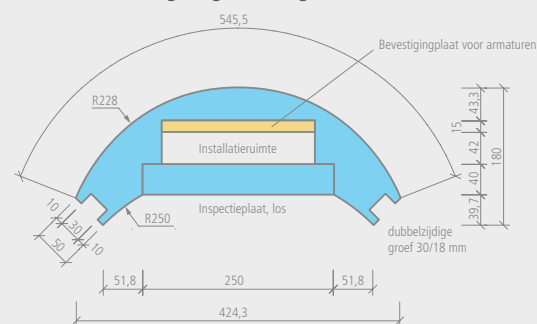 545,5
Bevestigingplaat voor armaturen
R228
43,3
15
Installatieruimte
42
180
40
10
30
50
10
R250
Inspectieplaat, los
39,7
dubbelzijdige
groef 30/18 mm
51,8
250
51,8
424,3